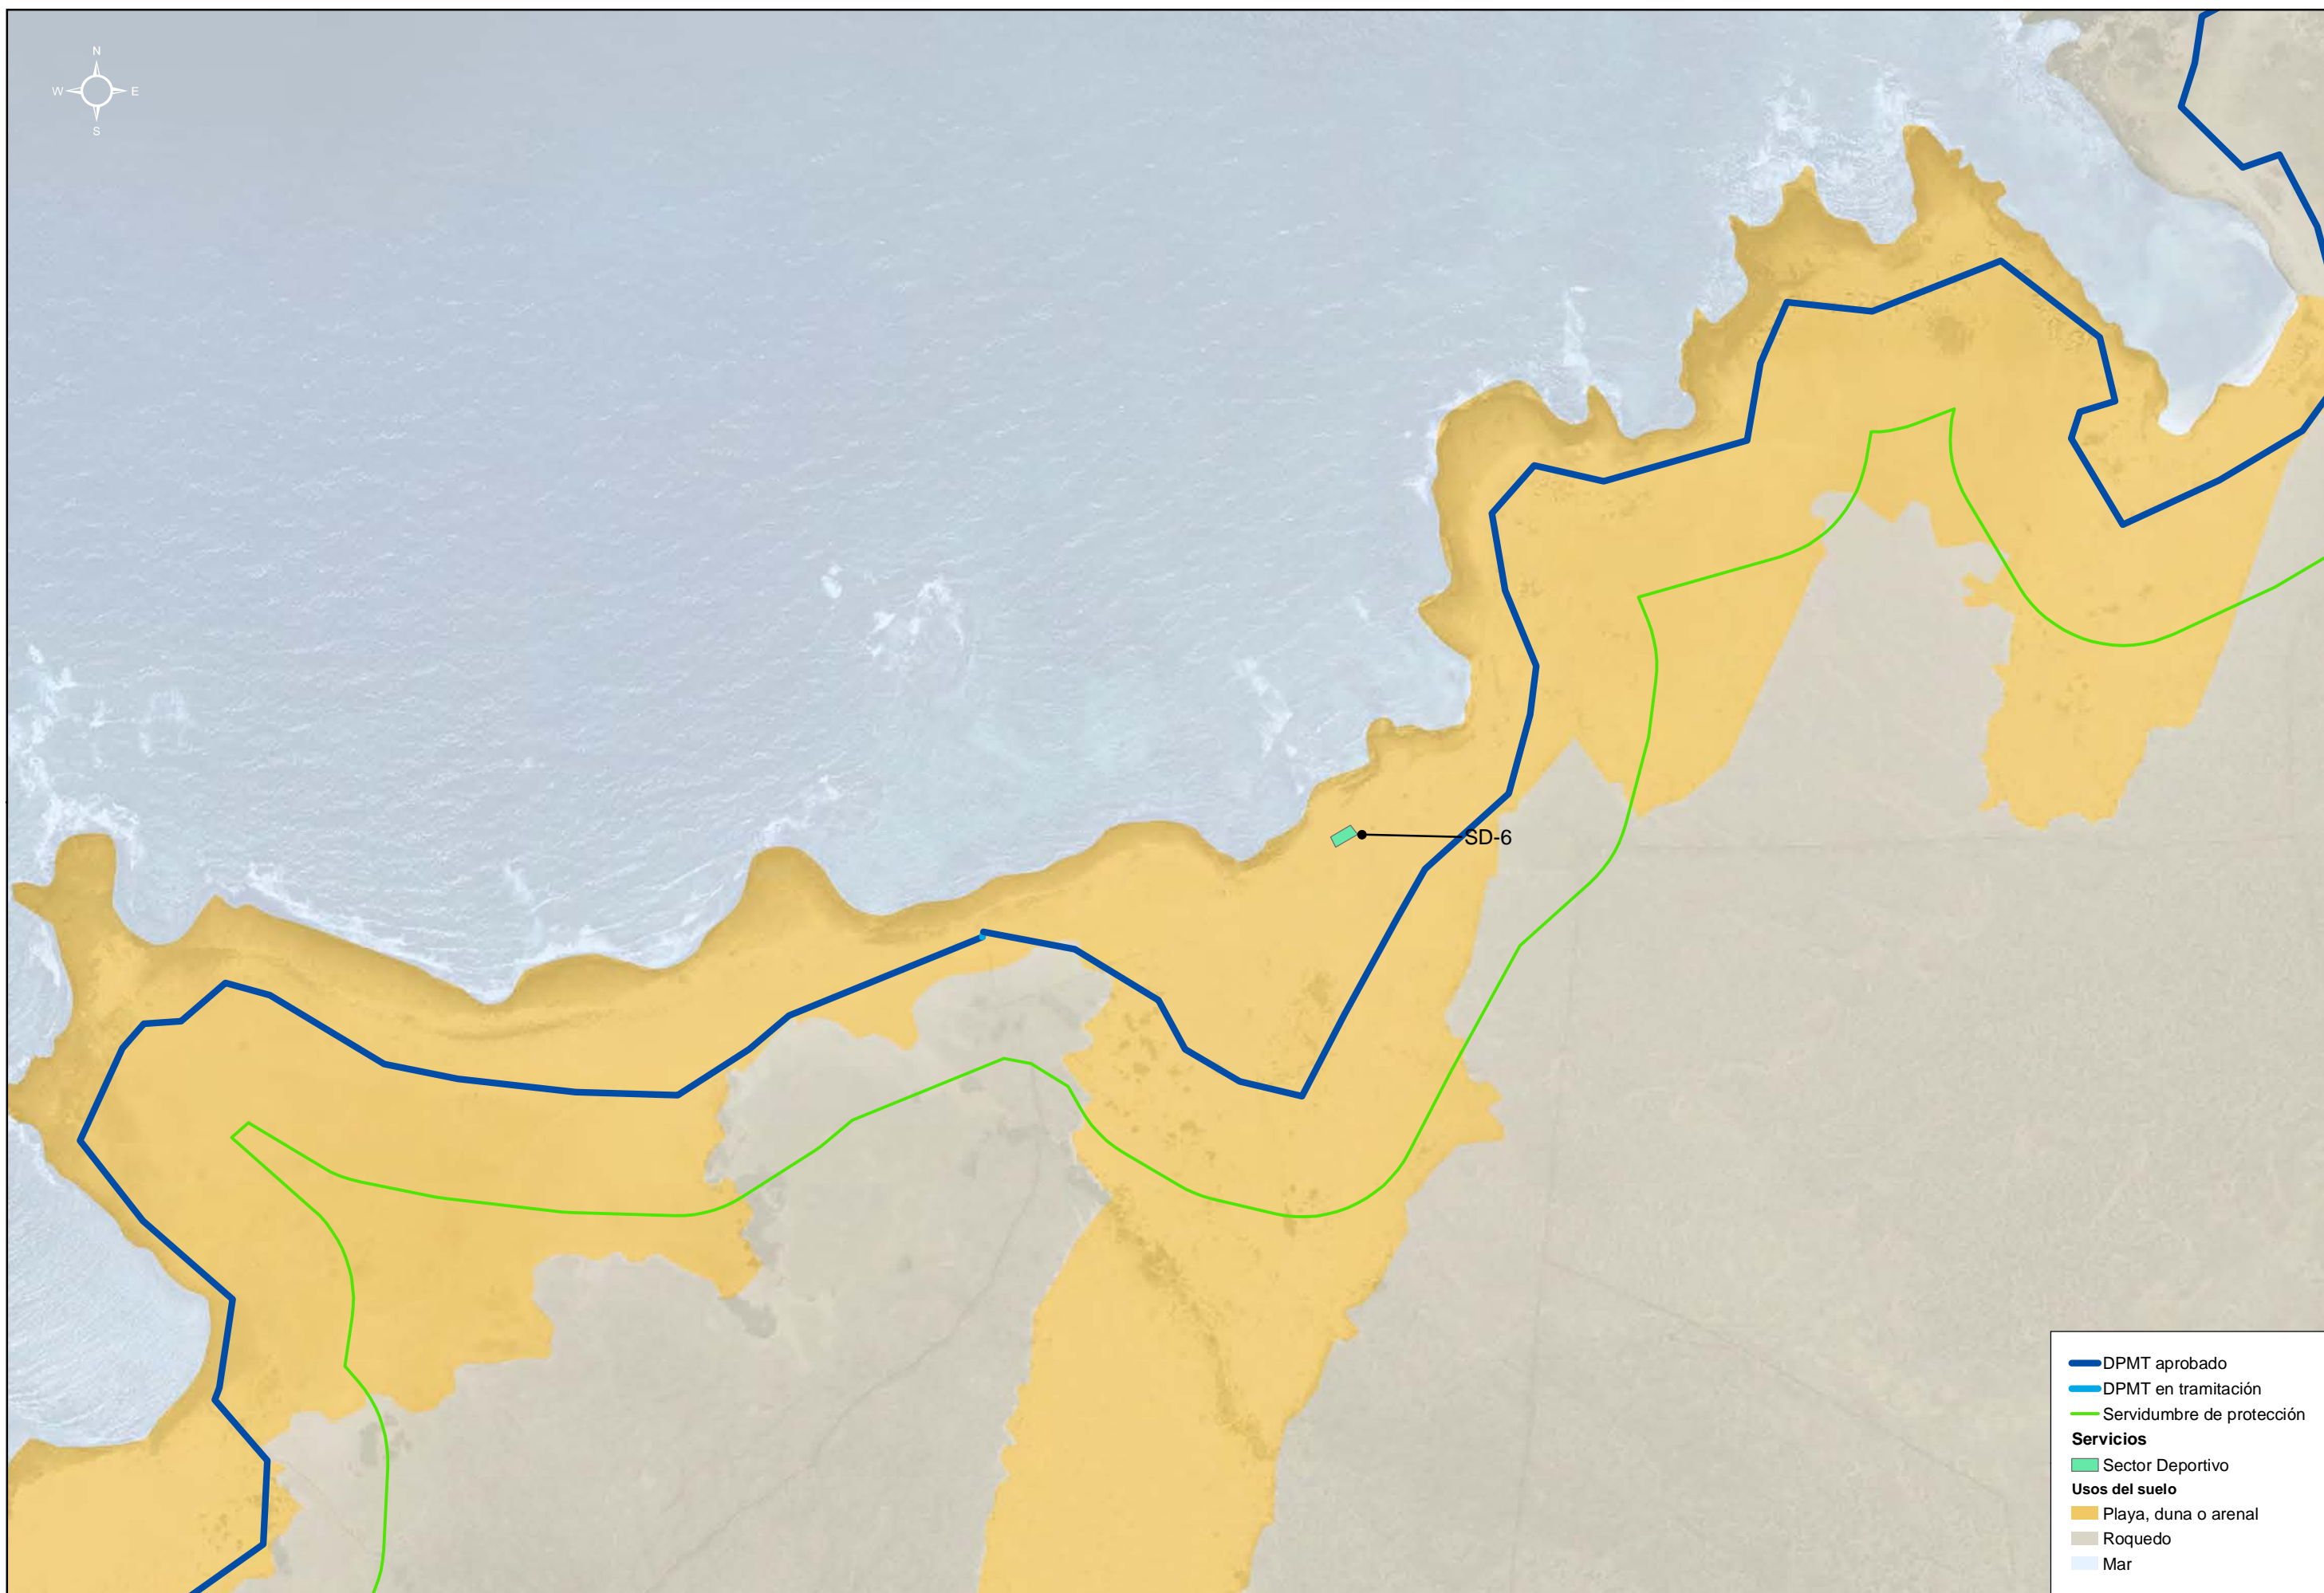 N
W E
S
SD-6
DPMT aprobado
DPMT en tramitación
Servidumbre de protección
Servicios
Sector Deportivo
Usos del suelo
Playa, duna o arenal
Roquedo
Mar